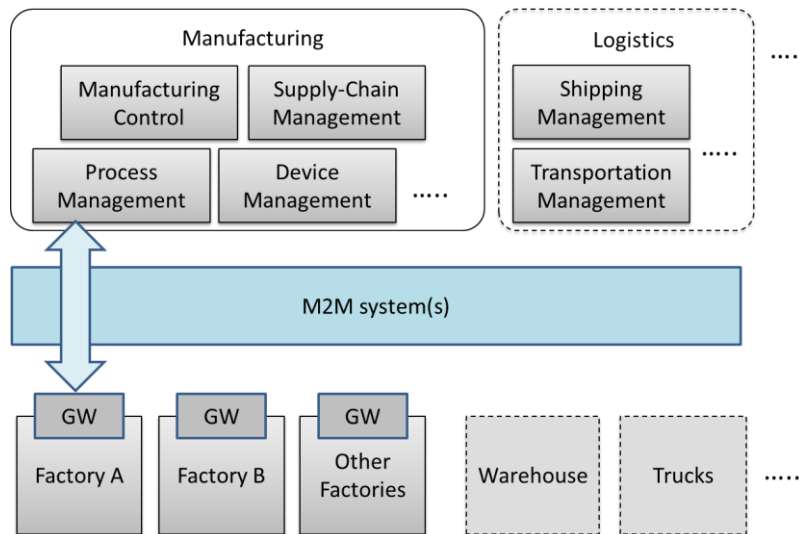 Manufacturing
Logistics
.....
Manufacturing
Control
Supply-Chain
Management
Shipping
Management
.....
Process
Management
Device
Management
.....
Transportation
Management
M2M system(s)
GW
GW
GW
Factory A
Factory B
Other
Factories
Warehouse
Trucks
.....